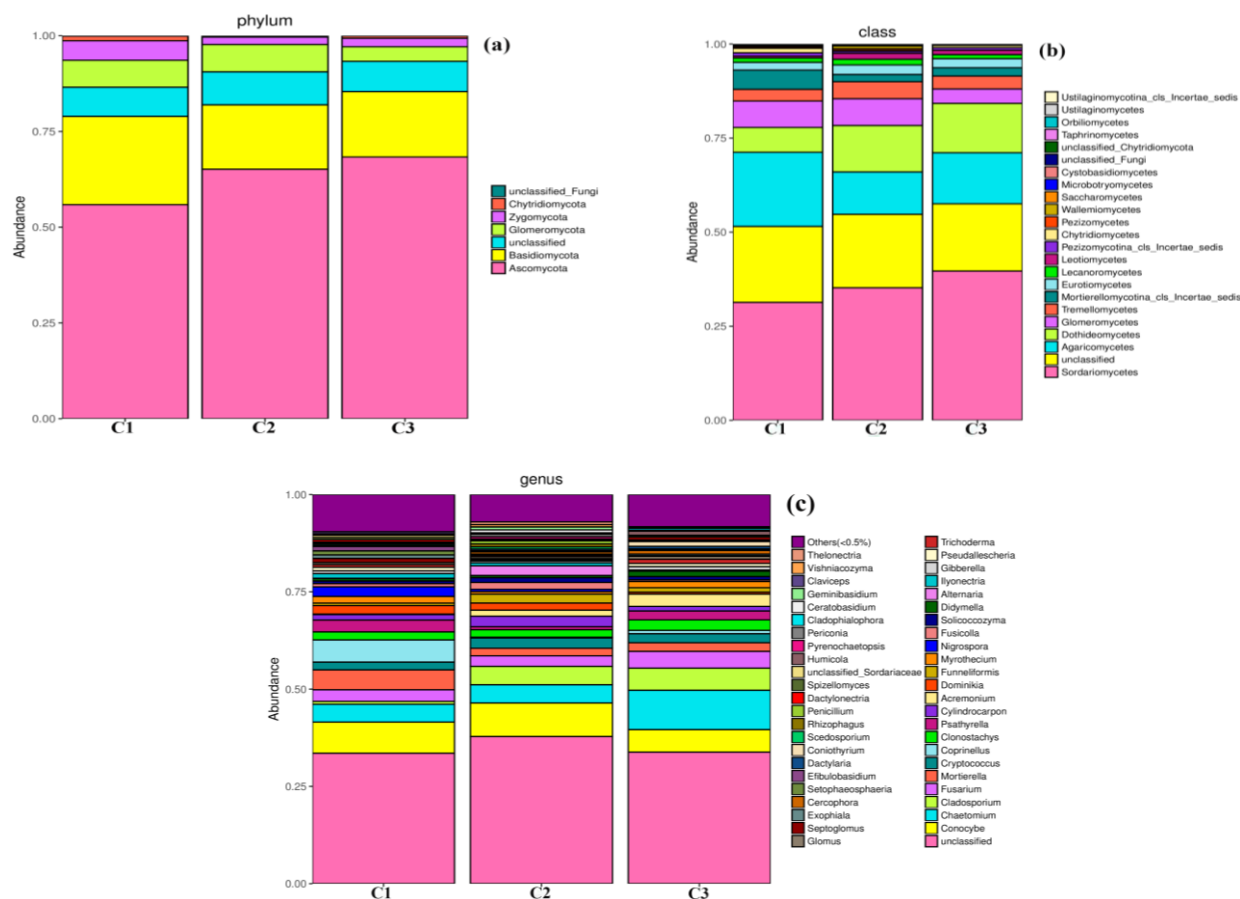 phylum
(a)
1.00
0.75
0.50
0.25
0.00
Abundance
C1
C2
C3
unclassified_Fungi
Chytridiomycota
Zygomycota
Glomeromycota
unclassified
Basidiomycota
Ascomycota
class
(b)
1.00
0.75
0.50
0.25
0.00
Abundance
C1
C2
C3
Ustilaginomycotina_cls_Incertae_sedis
Ustilaginomycetes
Orbiliomycetes
Taphrinomycetes
unclassified_Chytridiomycota
unclassified_Fungi
Cystobasidiomycetes
Microbotryomycetes
Saccharomycetes
Wallemiomycetes
Pezizomycetes
Chytridiomycetes
Pezizomycotina_cls_Incertae_sedis
Leotiomycetes
Lecanoromycetes
Eurotiomycetes
Mortierellomycotina_cls_Incertae_sedis
Tremellomycetes
Glomeromycetes
Dothideomycetes
Agaricomycetes
unclassified
Sordariomycetes
genus
(c)
1.00
0.75
0.50
0.25
0.00
Abundance
C1
C2
C3
Others(<0.5%)
Thelonectria
Vishniacozyma
Claviceps
Geminibasidium
Ceratobasidium
Cladophialophora
Periconia
Pyrenochaetopsis
Humicola
unclassified_Sordariaceae
Spizellomyces
Dactylonectria
Penicillium
Rhizophagus
Scedosporium
Coniothyrium
Dactylaria
Efibulobasidium
Setophaeosphaeria
Cercophora
Exophiala
Septoglomus
Glomus
Trichoderma
Pseudallescheria
Gibberella
Ilyonectria
Alternaria
Didymella
Solicoccozyma
Fusicolla
Nigrospora
Myrothecium
Funneliformis
Dominikia
Acremonium
Cylindrocarpon
Psathyrella
Clonostachys
Coprinellus
Cryptococcus
Mortierella
Fusarium
Cladosporium
Chaetomium
Conocybe
unclassified